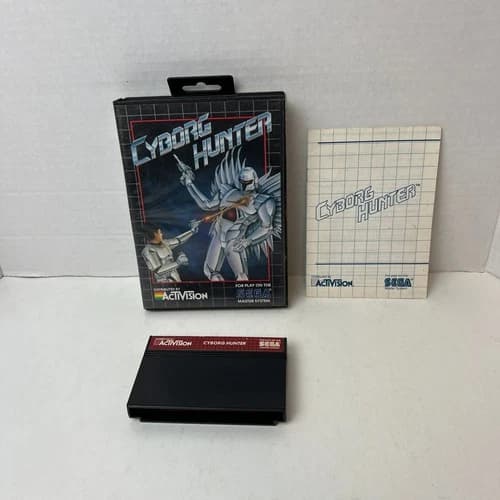 CYBORG
HUNTER
DISTRIBUTED BY
ACTIVISION
FOR PLAY ON THE
SEGA
MASTER SYSTEM
CYBORG
HUNTER™
ACTIVISION
SEGA
ACTIVISION
CYBORG HUNTER
SEGA